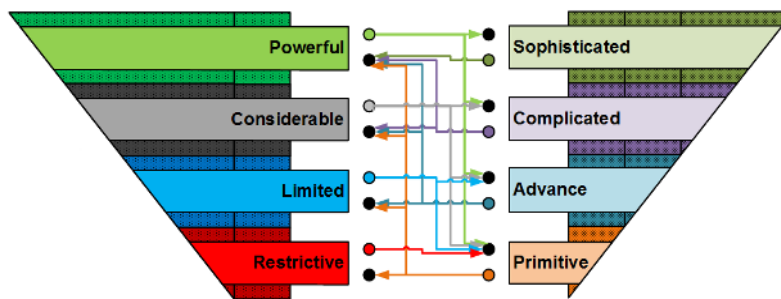 Powerful
Sophisticated
Considerable
Complicated
Limited
Advance
Restrictive
Primitive